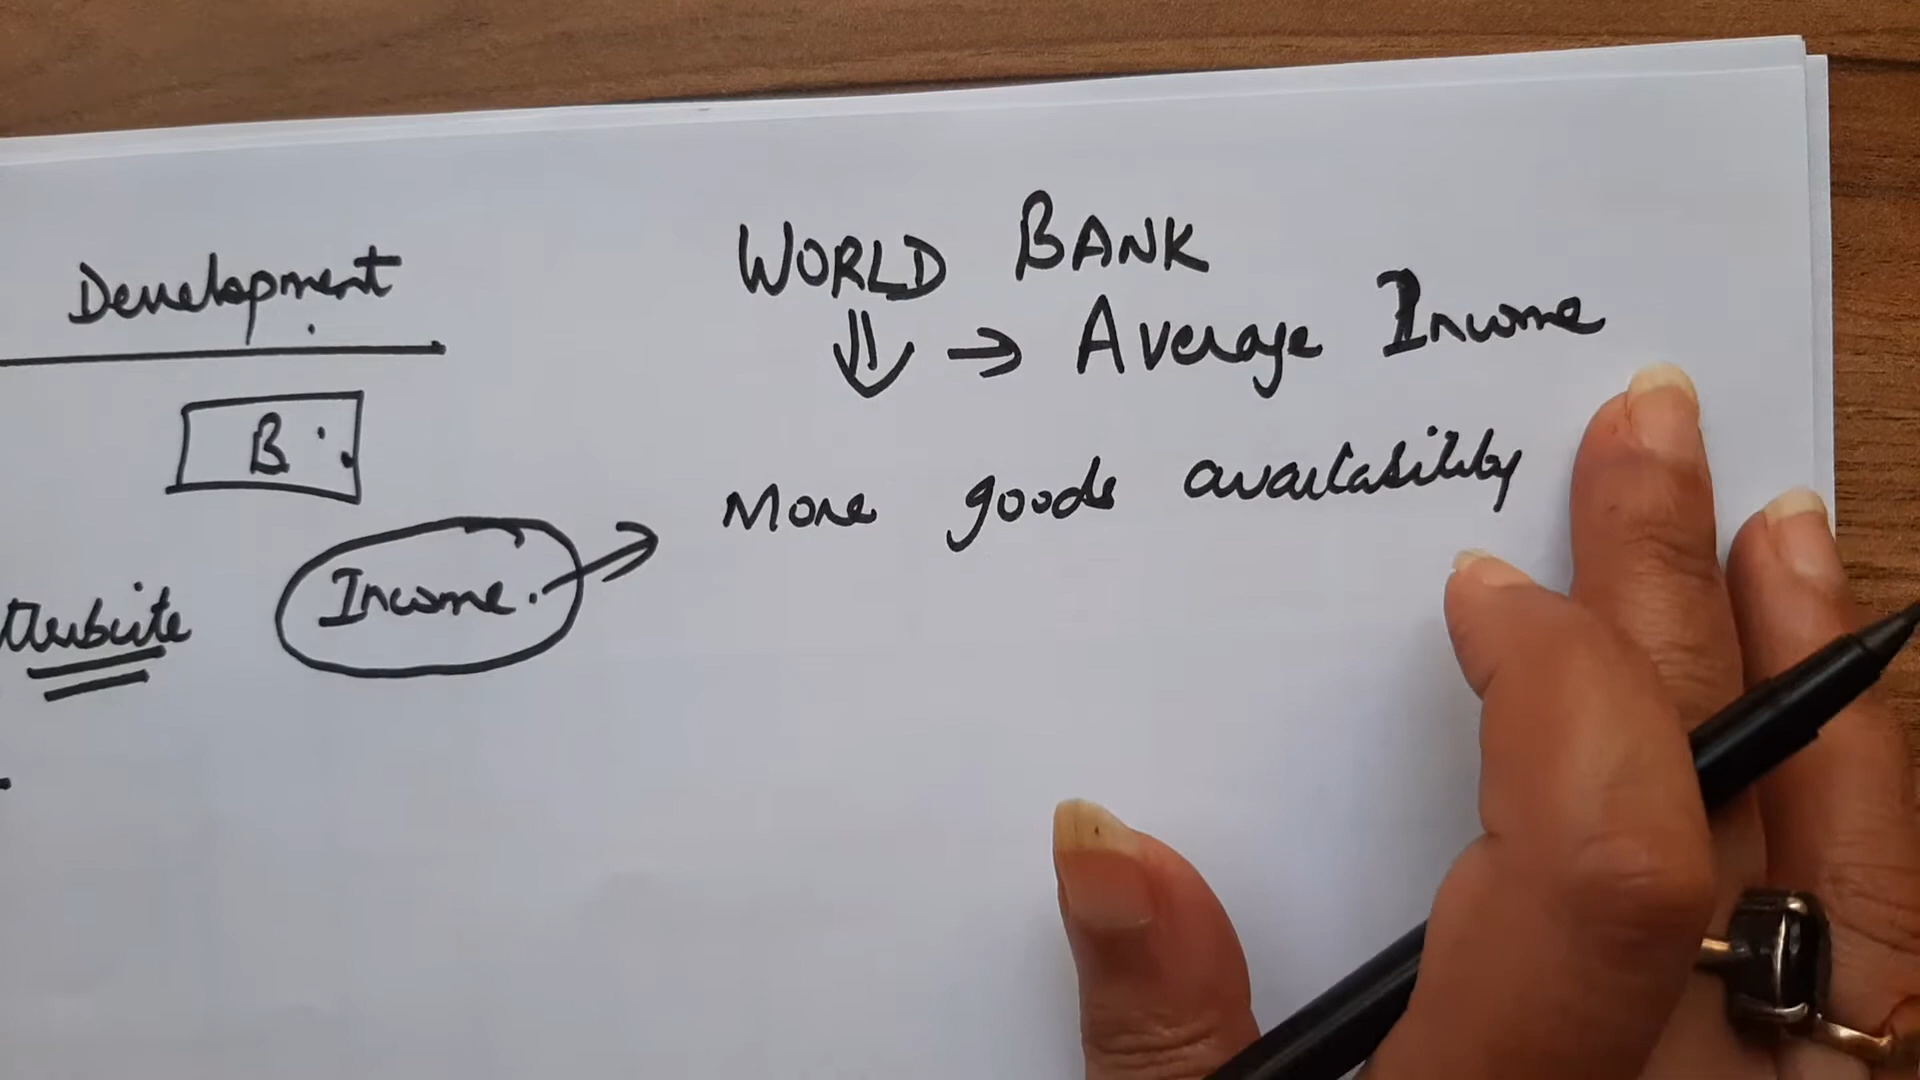 Development
B
Income.
WORLD BANK
→ Average Income
More goods availability